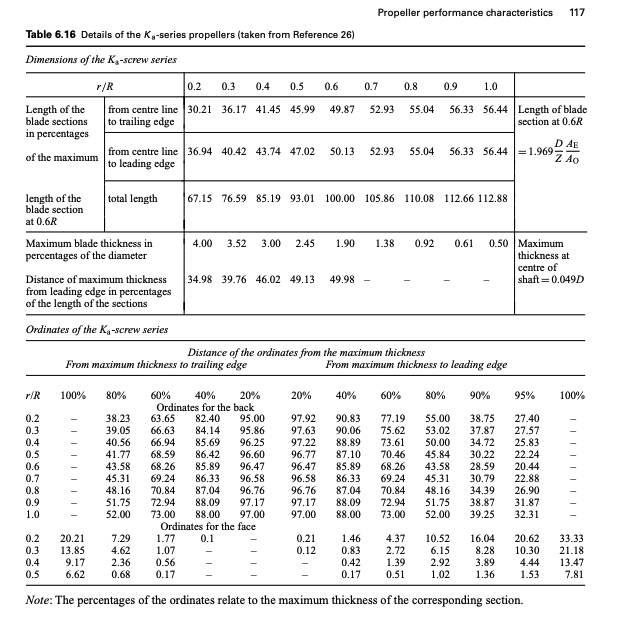 Propeller performance characteristics 117
Table 6.16 Details of the Ka-series propellers (taken from Reference 26)
Dimensions of the Ka-screw series
r/R 0.2 0.3 0.4 0.5 0.6 0.7 0.8 0.9 1.0
Length of the blade sections in percentages of the maximum length of the blade section at 0.6R
from centre line to trailing edge 30.21 36.17 41.45 45.99 49.87 52.93 55.04 56.33 56.44
from centre line to leading edge 36.94 40.42 43.74 47.02 50.13 52.93 55.04 56.33 56.44
total length 67.15 76.59 85.19 93.01 100.00 105.86 110.08 112.66 112.88
Length of blade section at 0.6R
= 1.969 D/Z AE/AO
Maximum blade thickness in percentages of the diameter 4.00 3.52 3.00 2.45 1.90 1.38 0.92 0.61 0.50
Maximum thickness at centre of shaft = 0.049D
Distance of maximum thickness from leading edge in percentages of the length of the sections 34.98 39.76 46.02 49.13 49.98 – – – –
Ordinates of the Ka-screw series
Distance of the ordinates from the maximum thickness
From maximum thickness to trailing edge From maximum thickness to leading edge
r/R 100% 80% 60% 40% 20% 20% 40% 60% 80% 90% 95% 100%
Ordinates for the back
0.2 – 38.23 63.65 82.40 95.00 97.92 90.83 77.19 55.00 38.75 27.40 –
0.3 – 39.05 66.63 84.14 95.86 97.63 90.06 75.62 53.02 37.87 27.57 –
0.4 – 40.56 66.94 85.69 96.25 97.22 88.89 73.61 50.00 34.72 25.83 –
0.5 – 41.77 68.59 86.42 96.60 96.77 87.10 70.46 45.84 30.22 22.24 –
0.6 – 43.58 68.26 85.89 96.47 96.47 85.89 68.26 43.58 28.59 20.44 –
0.7 – 45.31 69.24 86.33 96.58 96.58 86.33 69.24 45.31 30.79 22.88 –
0.8 – 48.16 70.84 87.04 96.76 96.76 87.04 70.84 48.16 34.39 26.90 –
0.9 – 51.75 72.94 88.09 97.17 97.17 88.09 72.94 51.75 38.87 31.87 –
1.0 – 52.00 73.00 88.00 97.00 97.00 88.00 73.00 52.00 39.25 32.31 –
Ordinates for the face
0.2 20.21 7.29 1.77 0.1 – 0.21 1.46 4.37 10.52 16.04 20.62 33.33
0.3 13.85 4.62 1.07 – – 0.12 0.83 2.72 6.15 8.28 10.30 21.18
0.4 9.17 2.36 0.56 – – – 0.42 1.39 2.92 3.89 4.44 13.47
0.5 6.62 0.68 0.17 – – – 0.17 0.51 1.02 1.36 1.53 7.81
Note: The percentages of the ordinates relate to the maximum thickness of the corresponding section.